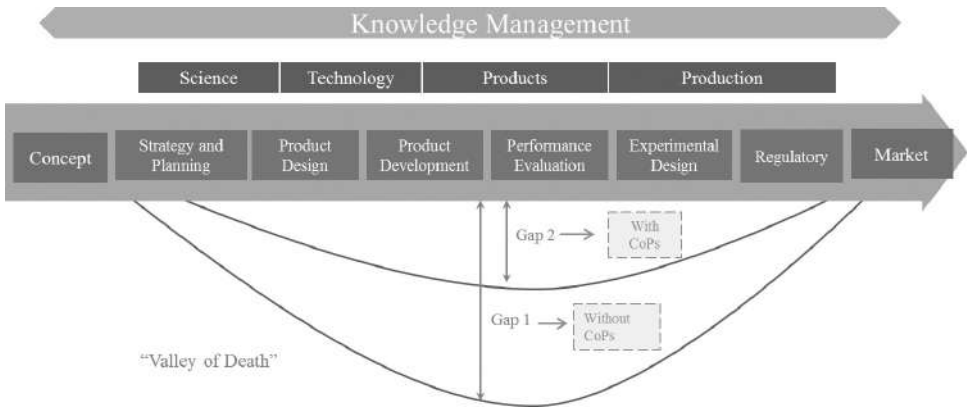 Knowledge Management
Science
Technology
Products
Production
Concept
Strategy and
Planning
Product
Design
Product
Development
Performance
Evaluation
Experimental
Design
Regulatory
Market
Gap 2
With
CoPs
Gap 1
Without
CoPs
“Valley of Death”